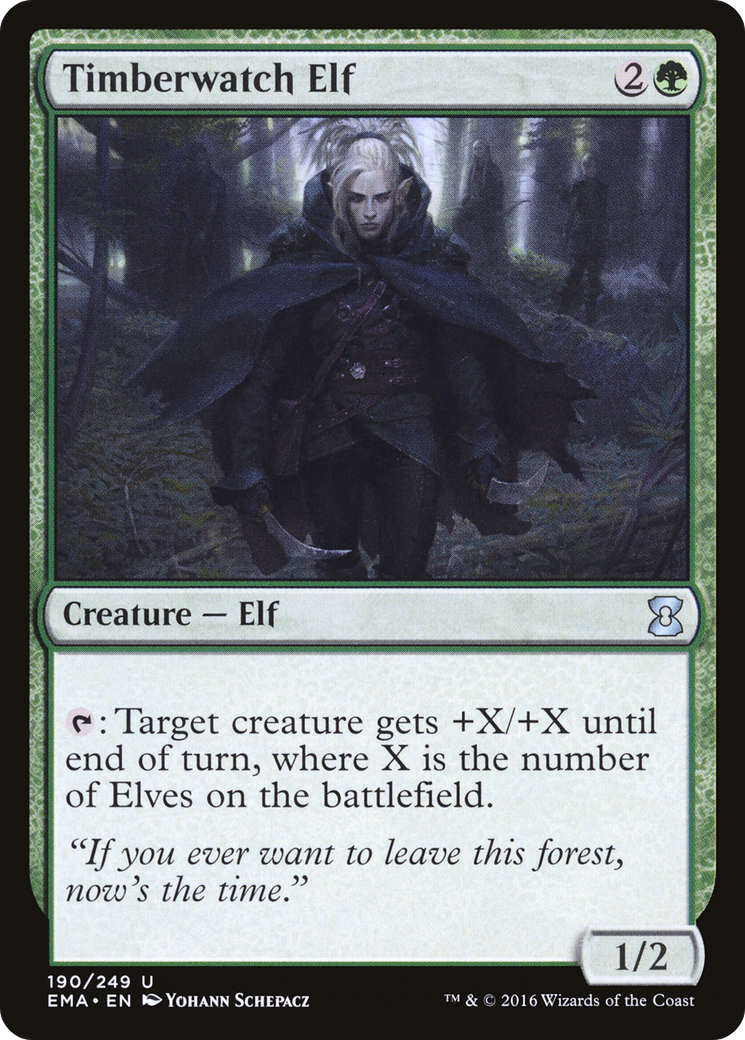 Timberwatch Elf 2
Creature — Elf
: Target creature gets +X/+X until
end of turn, where X is the number
of Elves on the battlefield.
“If you ever want to leave this forest,
now’s the time.”
1/2
190/249 U
EMA • EN Yohann Schepacz
™ & © 2016 Wizards of the Coast